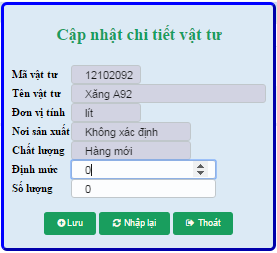 Cập nhật chi tiết vật tư
Mã vật tư 12102092
Tên vật tư Xăng A92
Đơn vị tính lít
Nơi sản xuất Không xác định
Chất lượng Hàng mới
Định mức 0
Số lượng 0
Lưu Nhập lại Thoát